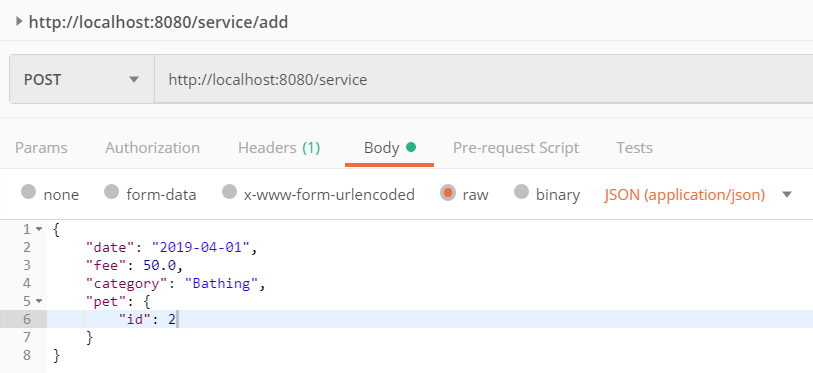 http://localhost:8080/service/add
POST http://localhost:8080/service
Params Authorization Headers (1) Body Pre-request Script Tests
none form-data x-www-form-urlencoded raw binary JSON (application/json)
1 {
2     "date": "2019-04-01",
3     "fee": 50.0,
4     "category": "Bathing",
5     "pet": {
6         "id": 2
7     }
8 }